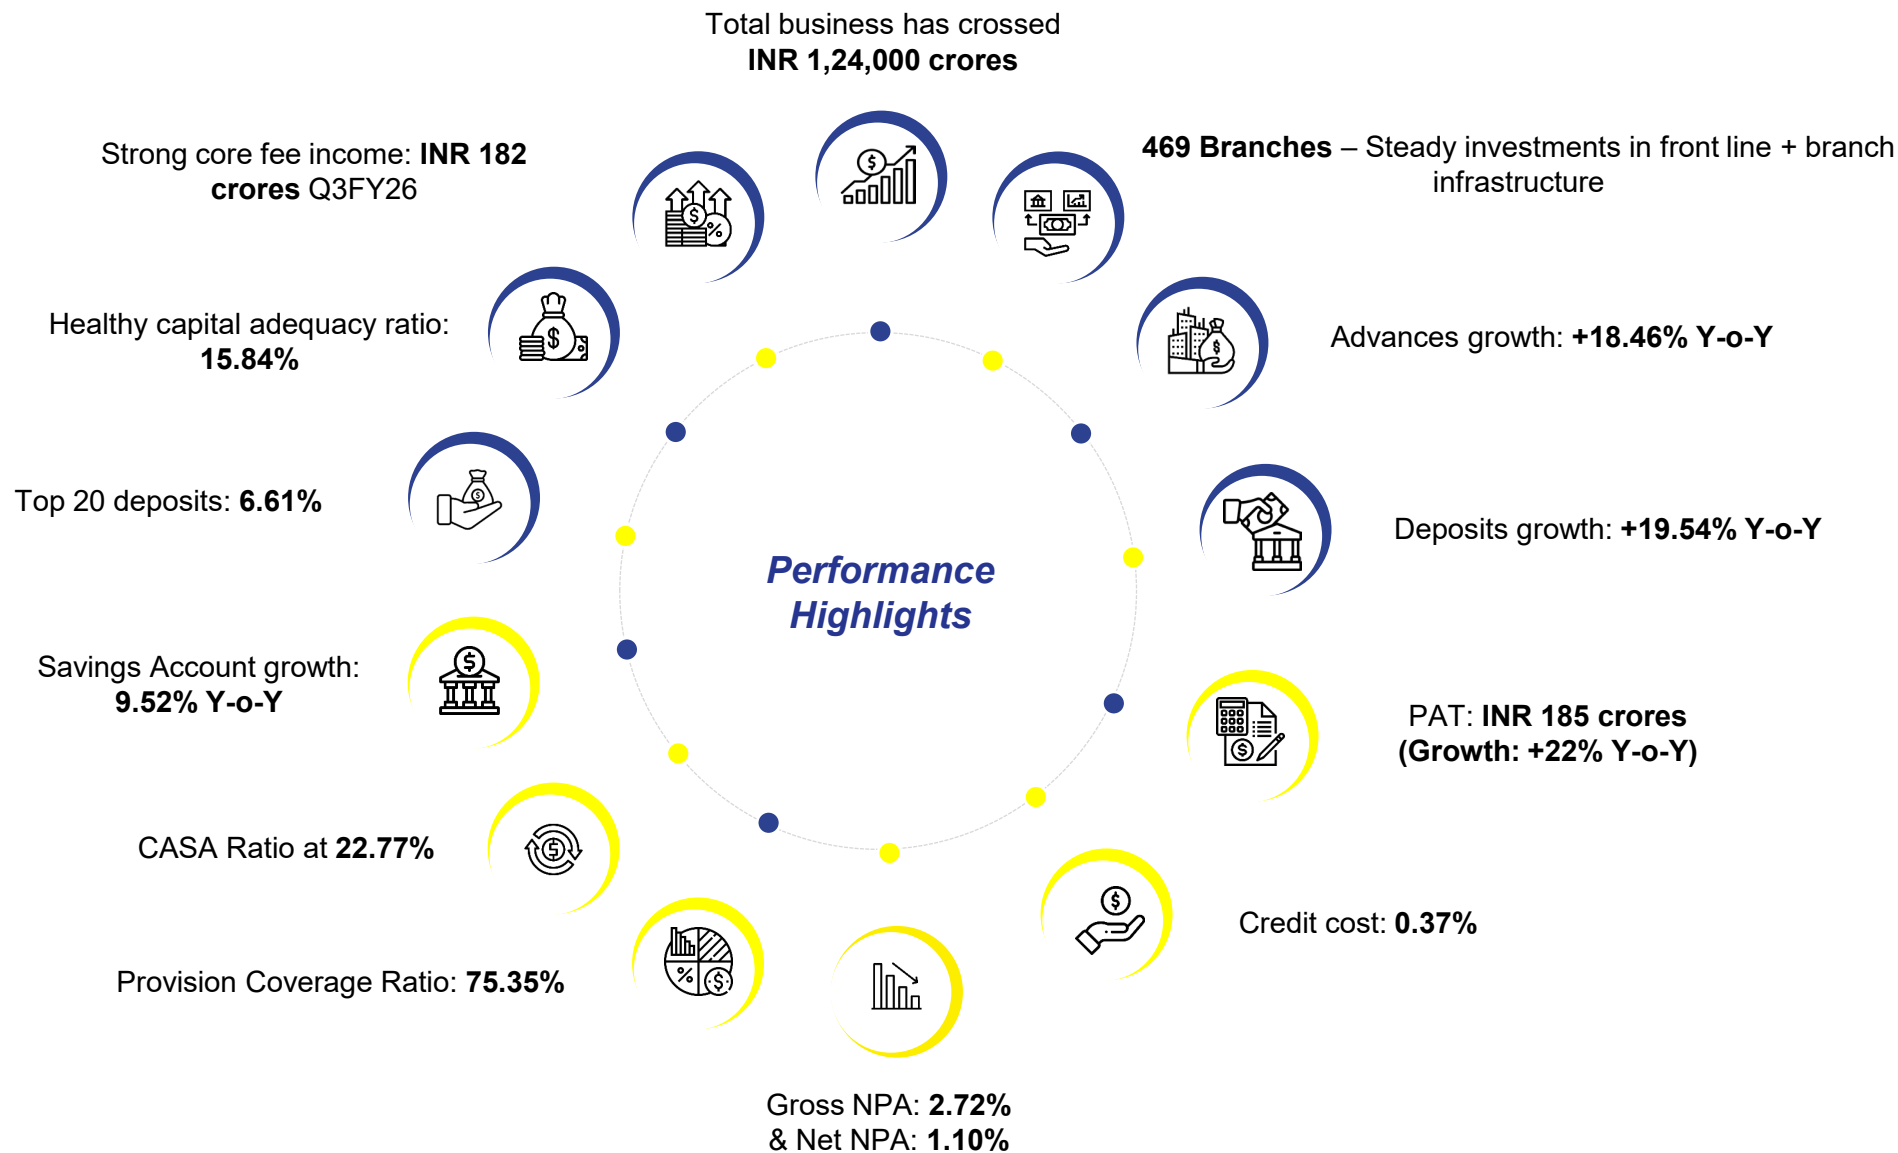 Total business has crossed
INR 1,24,000 crores
469 Branches – Steady investments in front line + branch
infrastructure
Advances growth: +18.46% Y-o-Y
Deposits growth: +19.54% Y-o-Y
PAT: INR 185 crores
(Growth: +22% Y-o-Y)
Credit cost: 0.37%
Gross NPA: 2.72%
& Net NPA: 1.10%
Provision Coverage Ratio: 75.35%
CASA Ratio at 22.77%
Savings Account growth:
9.52% Y-o-Y
Top 20 deposits: 6.61%
Healthy capital adequacy ratio:
15.84%
Strong core fee income: INR 182
crores Q3FY26
Performance
Highlights